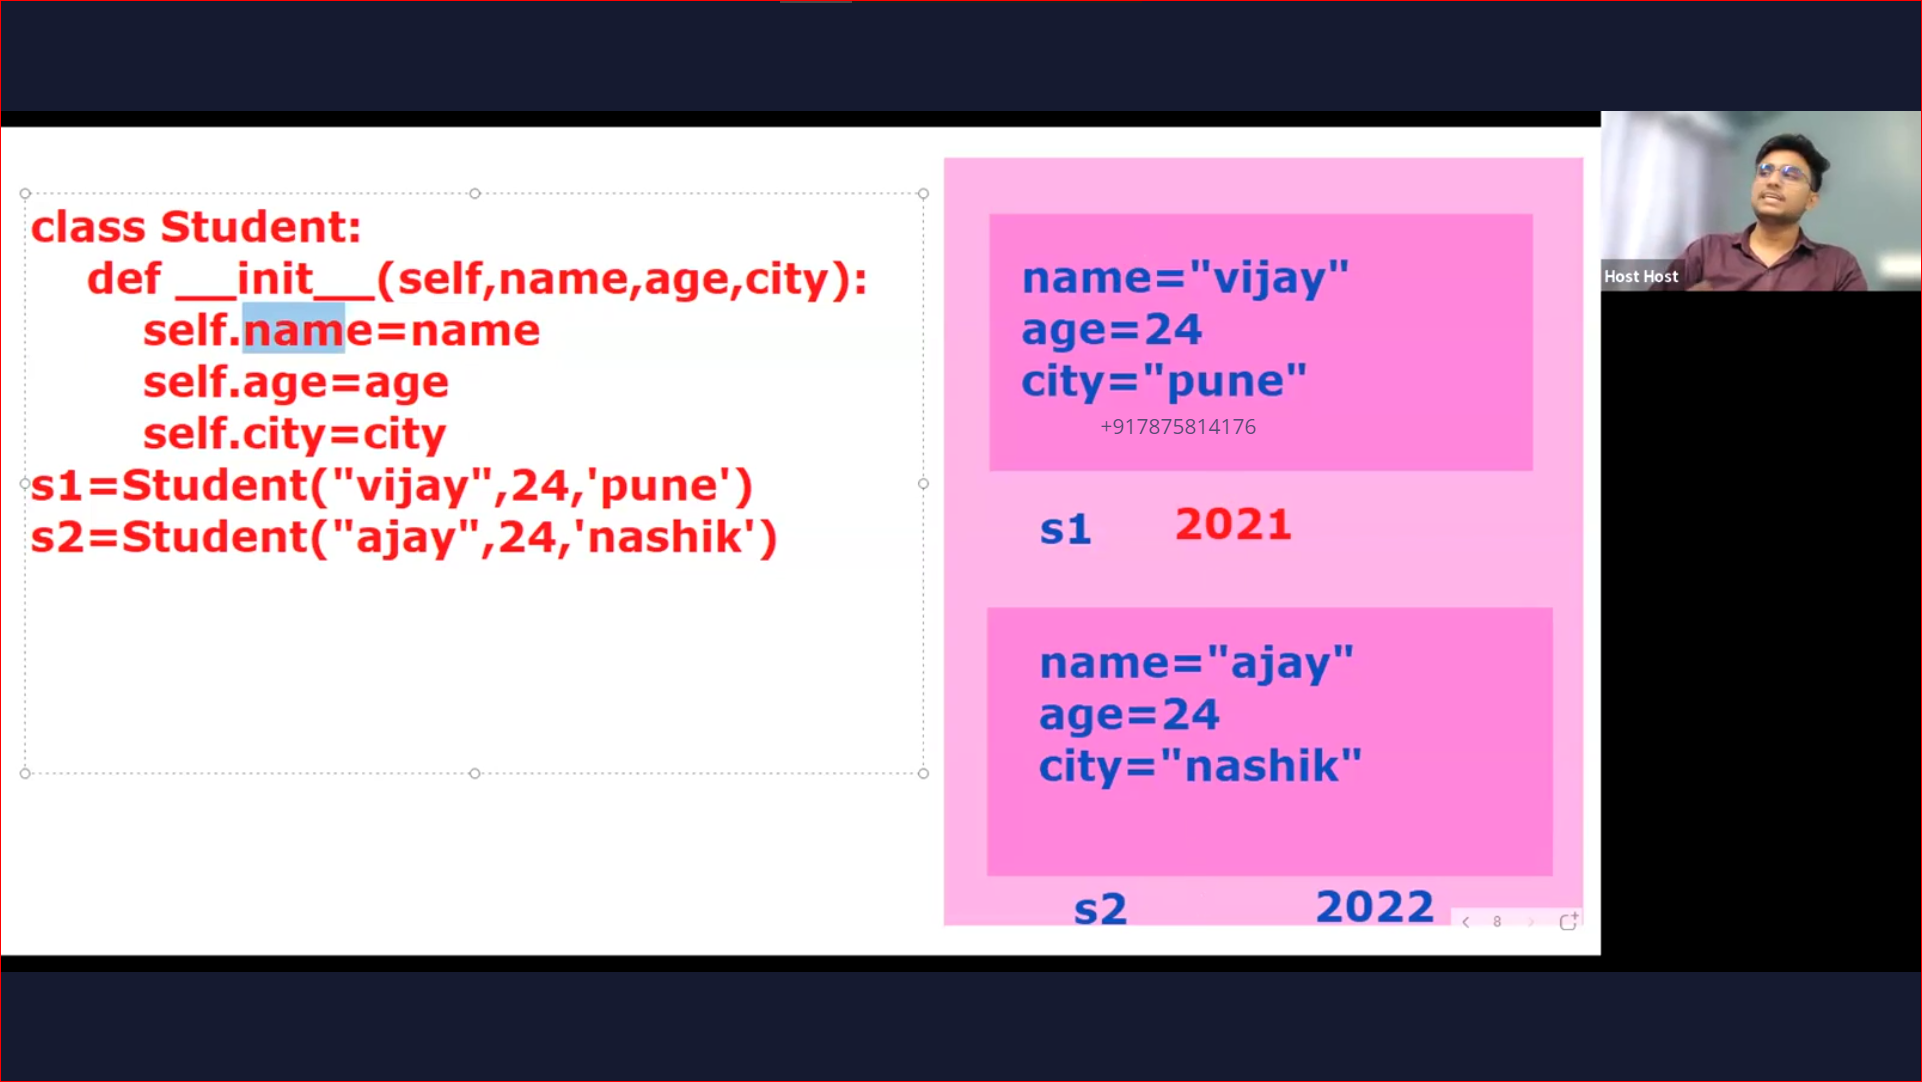 class Student:
def __init__(self,name,age,city):
self.name=name
self.age=age
self.city=city
s1=Student("vijay",24,'pune')
s2=Student("ajay",24,'nashik')
name="vijay"
age=24
city="pune"
+917875814176
s1 2021
name="ajay"
age=24
city="nashik"
s2 2022
8
Host Host